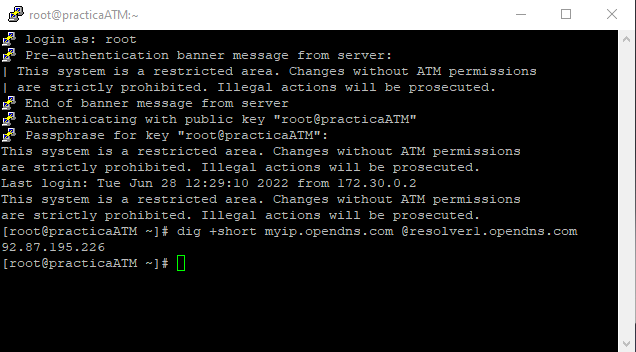 root@practicaATM:~
login as: root
Pre-authentication banner message from server:
| This system is a restricted area. Changes without ATM permissions
| are strictly prohibited. Illegal actions will be prosecuted.
End of banner message from server
Authenticating with public key "root@practicaATM"
Passphrase for key "root@practicaATM":
This system is a restricted area. Changes without ATM permissions
are strictly prohibited. Illegal actions will be prosecuted.
Last login: Tue Jun 28 12:29:10 2022 from 172.30.0.2
This system is a restricted area. Changes without ATM permissions
are strictly prohibited. Illegal actions will be prosecuted.
[root@practicaATM ~]# dig +short myip.opendns.com @resolver1.opendns.com
92.87.195.226
[root@practicaATM ~]#